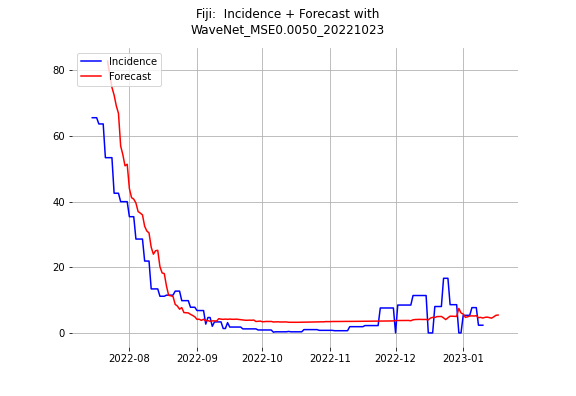 Fiji:  Incidence + Forecast with
WaveNet_MSE0.0050_20221023
Incidence
Forecast
80
60
40
20
0
2022-08 2022-09 2022-10 2022-11 2022-12 2023-01